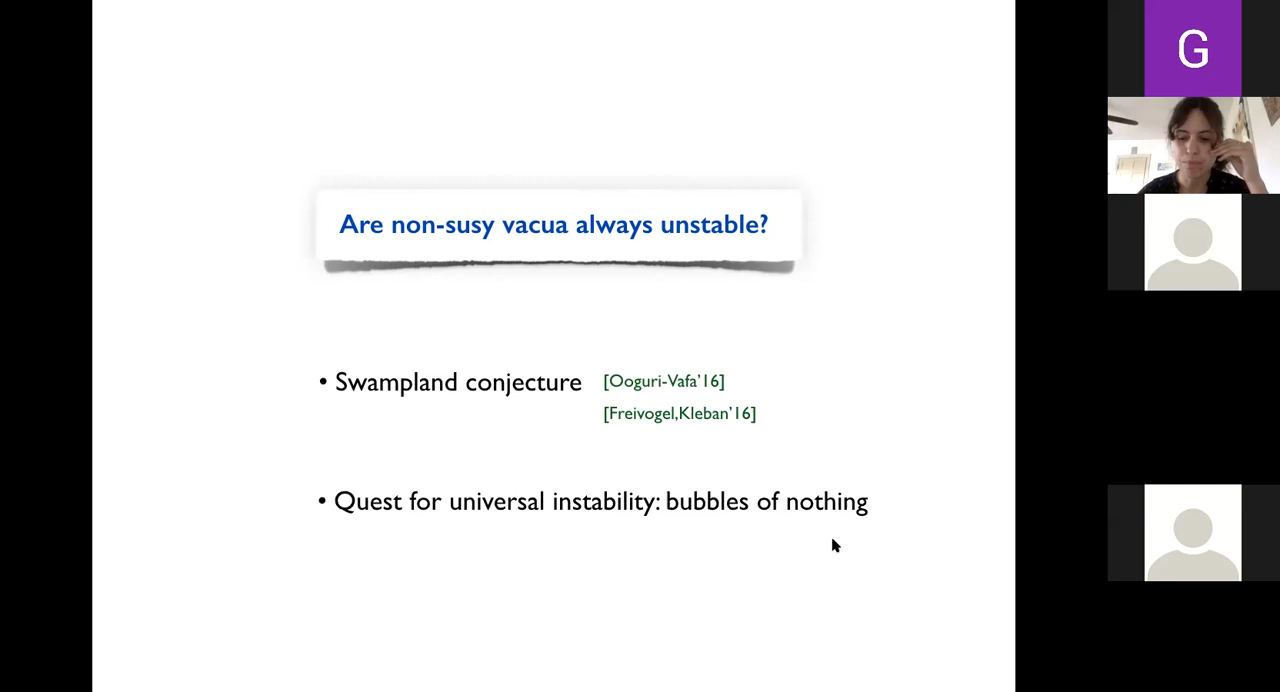 Are non-susy vacua always unstable?
• Swampland conjecture [Ooguri-Vafa'16]
[Freivogel,Kleban'16]
• Quest for universal instability: bubbles of nothing
G